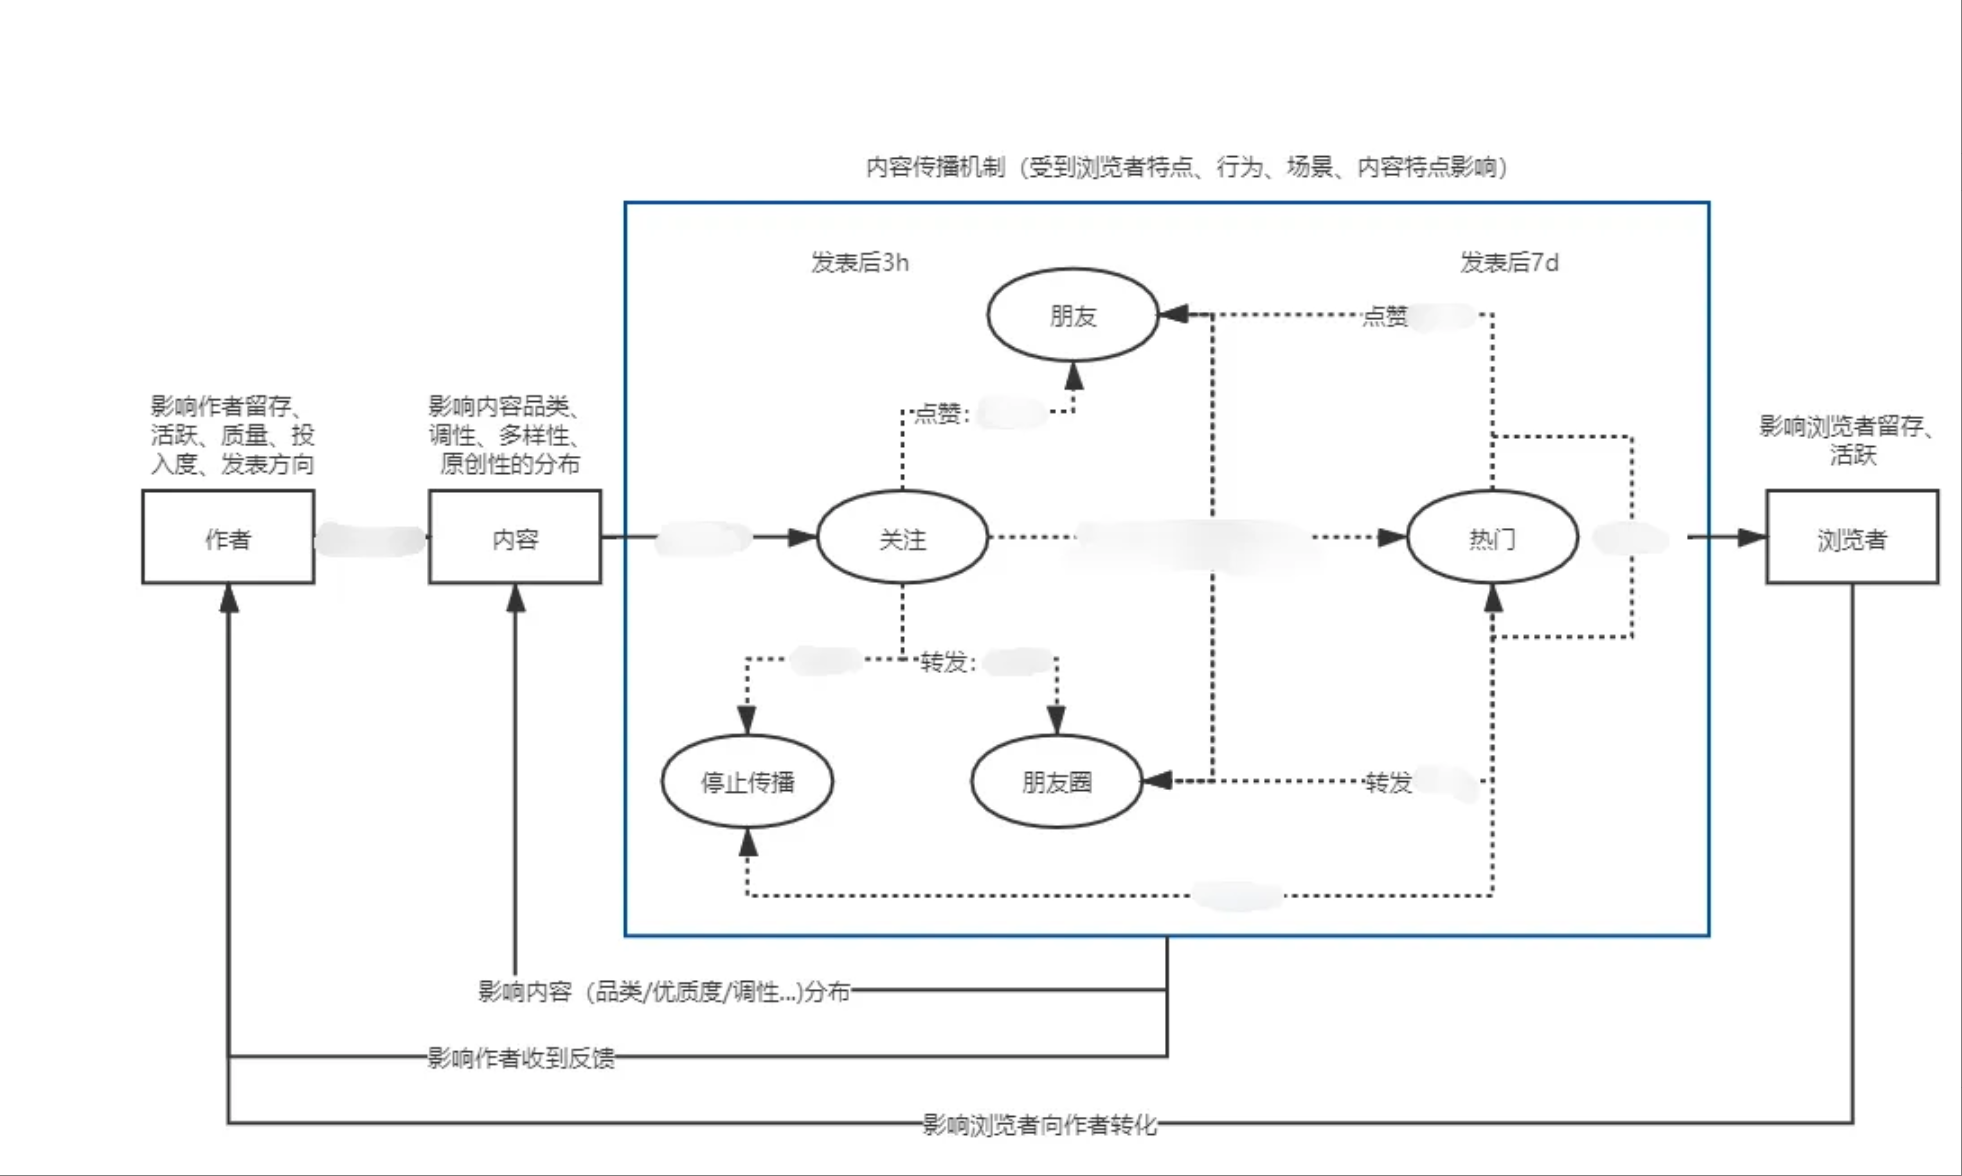 内容传播机制（受到浏览者特点、行为、场景、内容特点影响）
发表后3h
发表后7d
朋友
点赞
点赞：
影响作者留存、
活跃、质量、投
入度、发表方向
影响内容品类、
调性、多样性、
原创性的分布
影响浏览者留存、
活跃
作者
内容
关注
热门
浏览者
转发：
停止传播
朋友圈
转发
影响内容（品类/优质度/调性...)分布
影响作者收到反馈
影响浏览者向作者转化